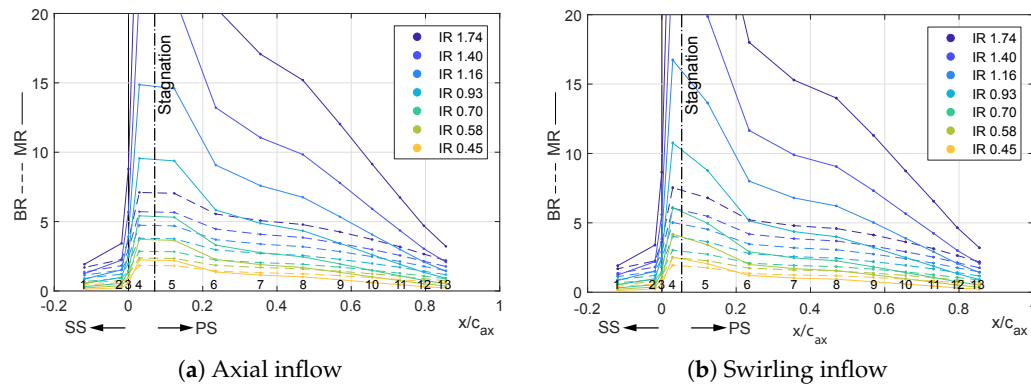 20
15
10
5
0
BR - - - - MR ——
Stagnation
IR 1.74
IR 1.40
IR 1.16
IR 0.93
IR 0.70
IR 0.58
IR 0.45
1 2 3 4 5 6 7 8 9 10 11 12 13
-0.2 0 0.2 0.4 0.6 0.8 1
x/c_ax
SS PS
(a) Axial inflow
20
15
10
5
0
BR - - - - MR ——
Stagnation
IR 1.74
IR 1.40
IR 1.16
IR 0.93
IR 0.70
IR 0.58
IR 0.45
1 2 3 4 5 6 7 8 9 10 11 12 13
-0.2 0 0.2 0.4 0.6 0.8 1
x/c_ax
x/c_ax
SS PS
(b) Swirling inflow